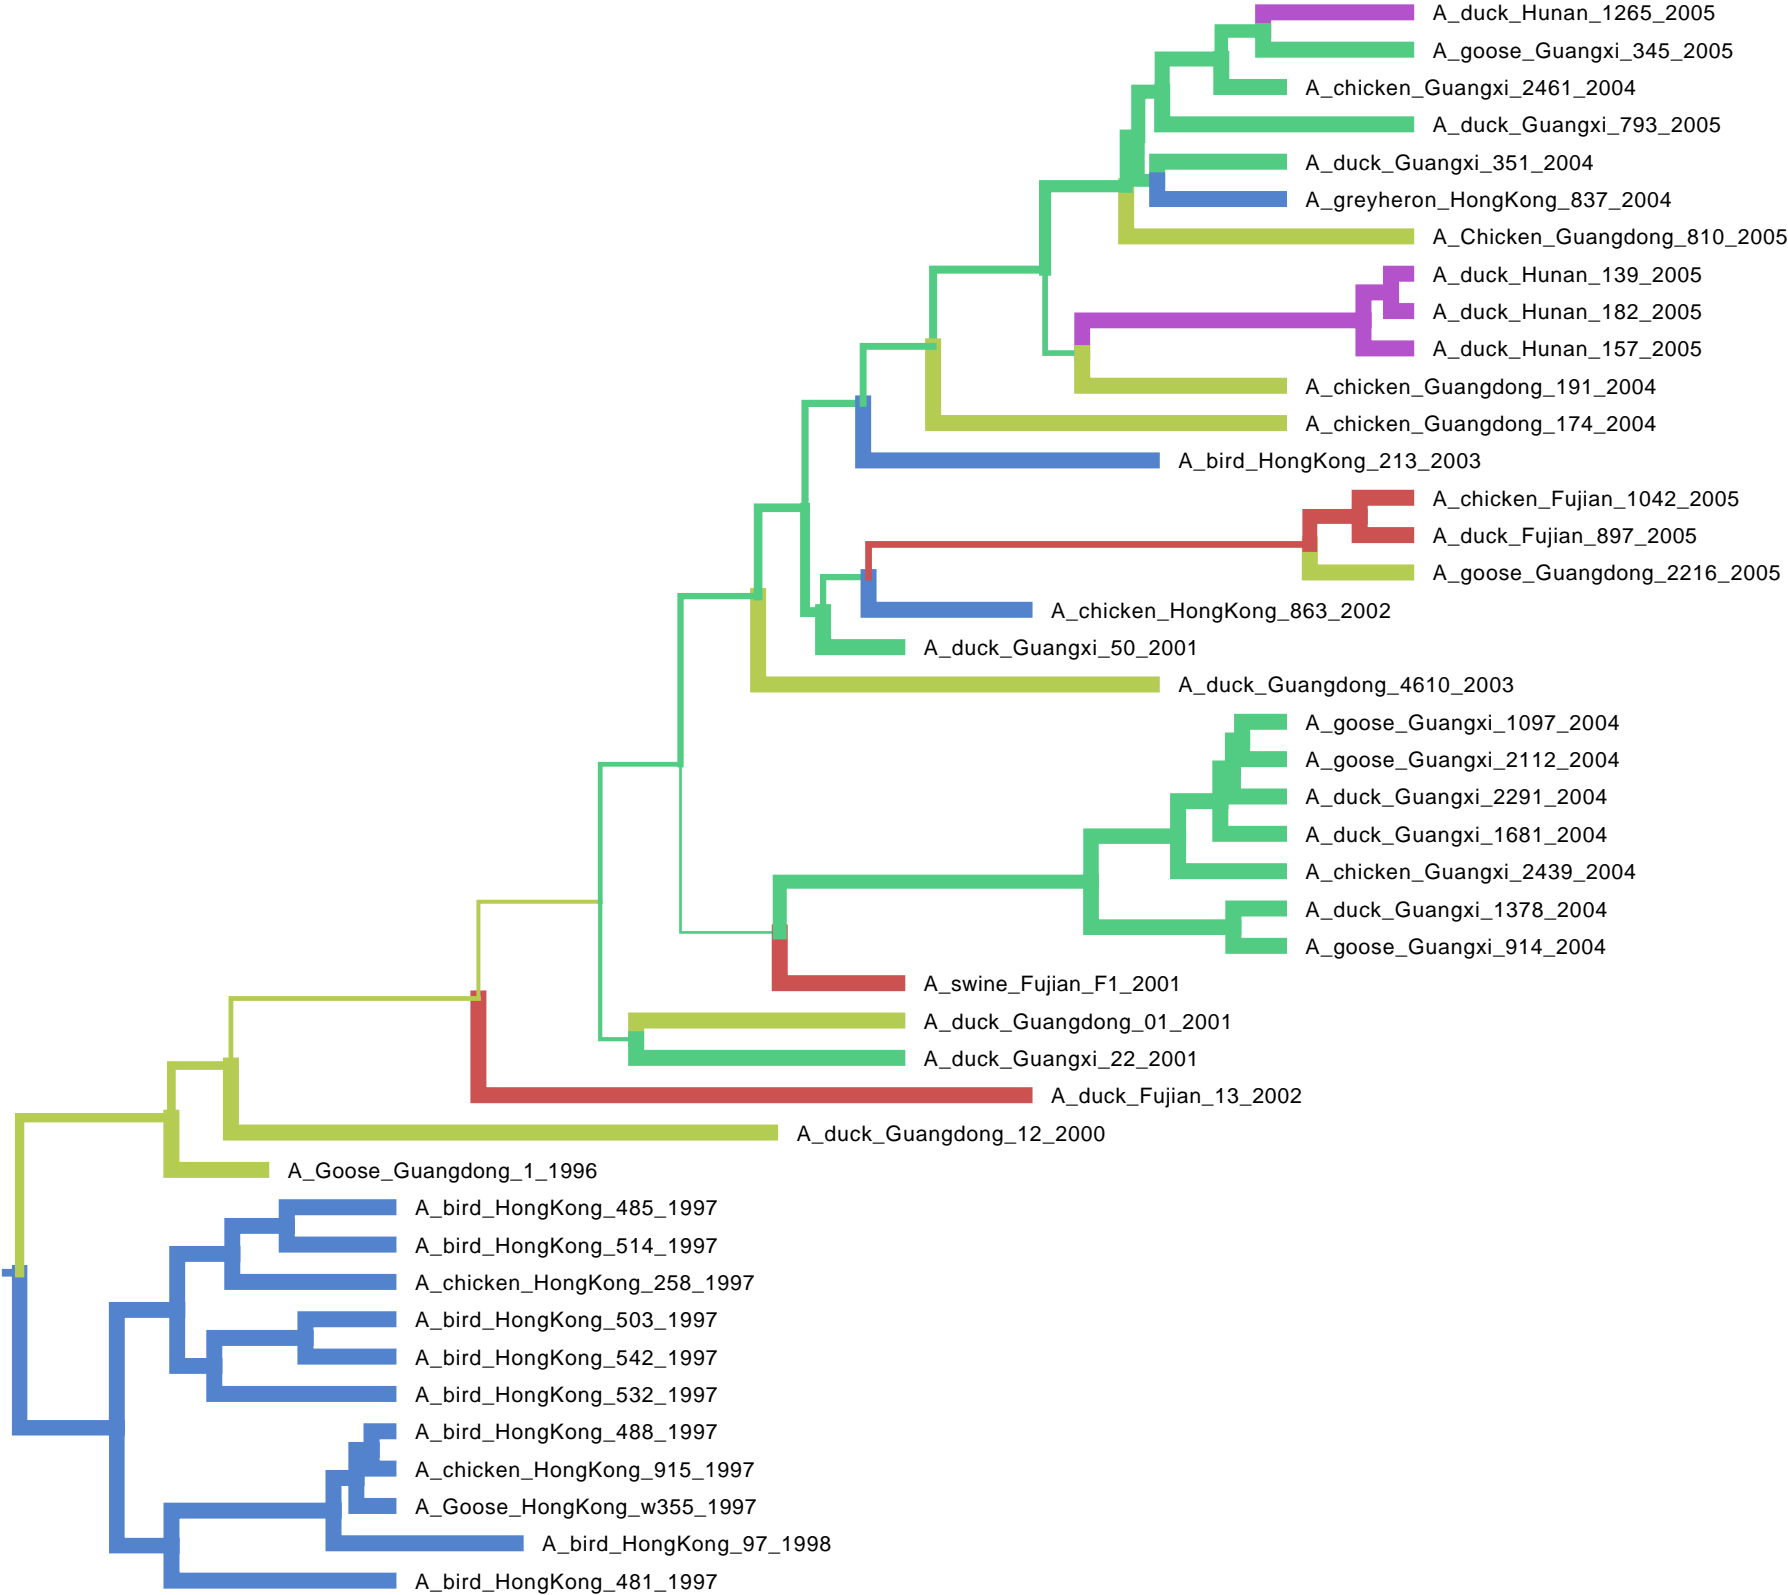 A_duck_Hunan_1265_2005
A_goose_Guangxi_345_2005
A_chicken_Guangxi_2461_2004
A_duck_Guangxi_793_2005
A_duck_Guangxi_351_2004
A_greyheron_HongKong_837_2004
A_Chicken_Guangdong_810_2005
A_duck_Hunan_139_2005
A_duck_Hunan_182_2005
A_duck_Hunan_157_2005
A_chicken_Guangdong_191_2004
A_chicken_Guangdong_174_2004
A_bird_HongKong_213_2003
A_chicken_Fujian_1042_2005
A_duck_Fujian_897_2005
A_goose_Guangdong_2216_2005
A_chicken_HongKong_863_2002
A_duck_Guangxi_50_2001
A_duck_Guangdong_4610_2003
A_goose_Guangxi_1097_2004
A_goose_Guangxi_2112_2004
A_duck_Guangxi_2291_2004
A_duck_Guangxi_1681_2004
A_chicken_Guangxi_2439_2004
A_duck_Guangxi_1378_2004
A_goose_Guangxi_914_2004
A_swine_Fujian_F1_2001
A_duck_Guangdong_01_2001
A_duck_Guangxi_22_2001
A_duck_Fujian_13_2002
A_duck_Guangdong_12_2000
A_Goose_Guangdong_1_1996
A_bird_HongKong_485_1997
A_bird_HongKong_514_1997
A_chicken_HongKong_258_1997
A_bird_HongKong_503_1997
A_bird_HongKong_542_1997
A_bird_HongKong_532_1997
A_bird_HongKong_488_1997
A_chicken_HongKong_915_1997
A_Goose_HongKong_w355_1997
A_bird_HongKong_97_1998
A_bird_HongKong_481_1997